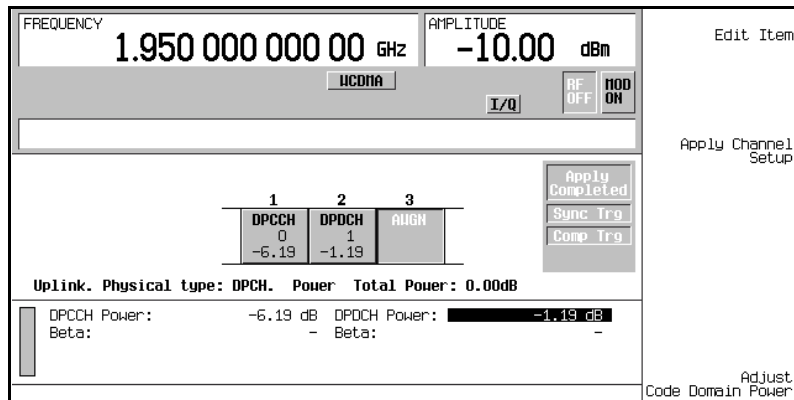 FREQUENCY
1.950 000 000 00 GHz
AMPLITUDE
-10.00 dBm
Edit Item
WCDMA
I/Q
RF
OFF
MOD
ON
Apply Channel
Setup
1 2 3
DPCCH
0
-6.19
DPDCH
1
-1.19
AWGN
Apply
Completed
Sync Trg
Comp Trg
Uplink. Physical type: DPCH. Power Total Power: 0.00dB
DPCCH Power: -6.19 dB DPDCH Power: -1.19 dB
Beta: - Beta: -
Adjust
Code Domain Power